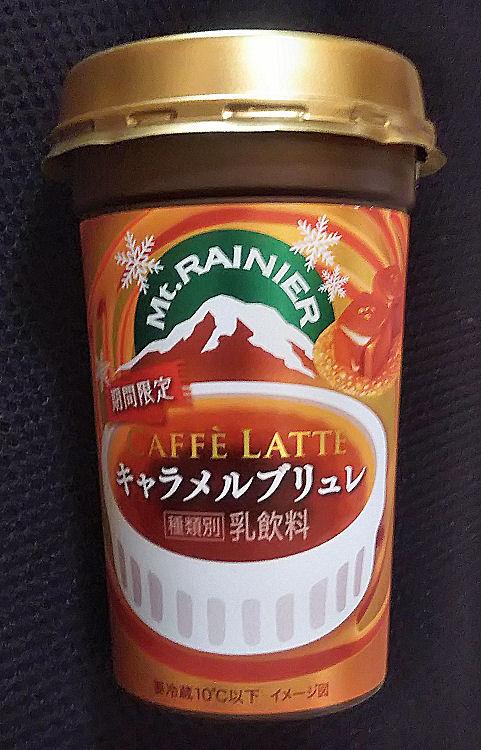 Mt. RAINIER
期間限定
CAFFÈ LATTE
キャラメルブリュレ
種類別 乳飲料
要冷蔵10℃以下 イメージ図